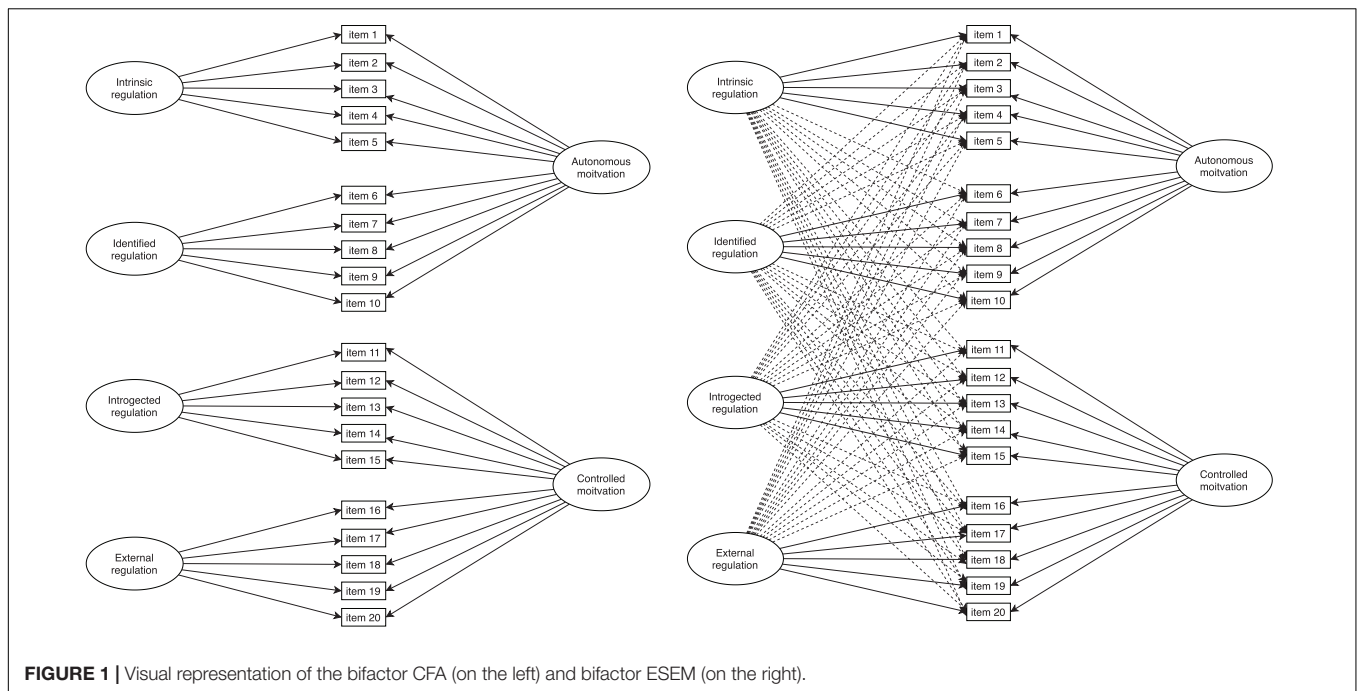 Intrinsic
regulation
Identified
regulation
Introgected
regulation
External
regulation
item 1
item 2
item 3
item 4
item 5
item 6
item 7
item 8
item 9
item 10
item 11
item 12
item 13
item 14
item 15
item 16
item 17
item 18
item 19
item 20
Autonomous
moitvation
Controlled
moitvation
Intrinsic
regulation
Identified
regulation
Introgected
regulation
External
regulation
item 1
item 2
item 3
item 4
item 5
item 6
item 7
item 8
item 9
item 10
item 11
item 12
item 13
item 14
item 15
item 16
item 17
item 18
item 19
item 20
Autonomous
moitvation
Controlled
moitvation
FIGURE 1 | Visual representation of the bifactor CFA (on the left) and bifactor ESEM (on the right).